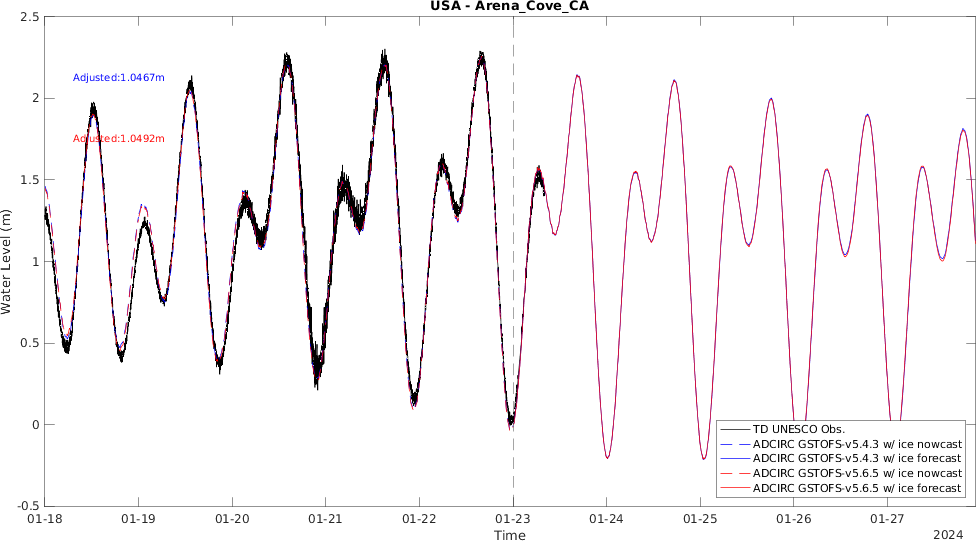 USA - Arena_Cove_CA
2.5
2
1.5
1
0.5
0
-0.5
Water Level (m)
Adjusted:1.0467m
Adjusted:1.0492m
TD UNESCO Obs.
ADCIRC GSTOFS-v5.4.3 w/ ice nowcast
ADCIRC GSTOFS-v5.4.3 w/ ice forecast
ADCIRC GSTOFS-v5.6.5 w/ ice nowcast
ADCIRC GSTOFS-v5.6.5 w/ ice forecast
01-18 01-19 01-20 01-21 01-22 01-23 01-24 01-25 01-26 01-27
Time
2024